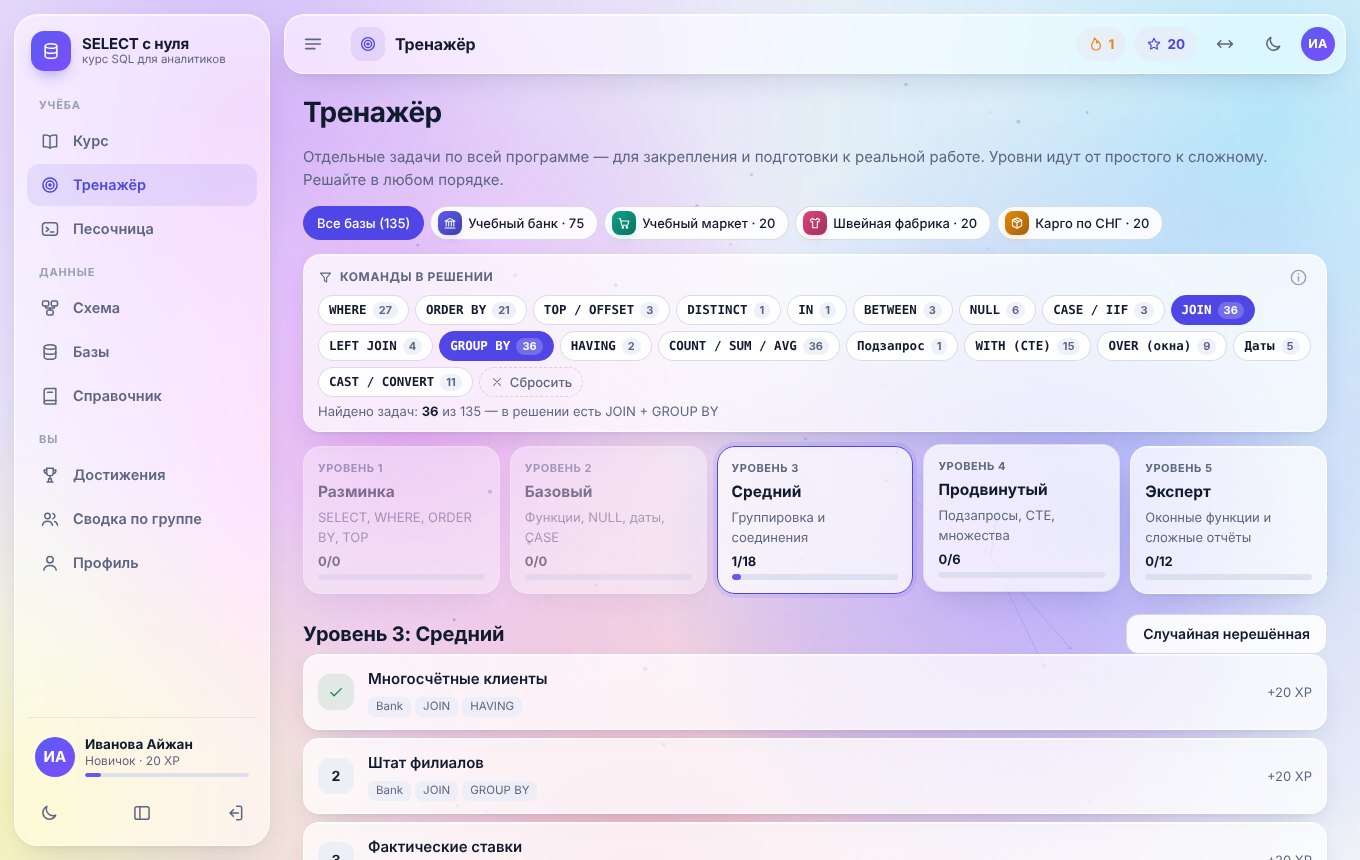 SELECT с нуля
курс SQL для аналитиков
УЧЁБА
Курс
Тренажёр
Песочница
ДАННЫЕ
Схема
Базы
Справочник
ВЫ
Достижения
Сводка по группе
Профиль
ИА
Иванова Айжан
Новичок · 20 XP
Тренажёр
1
20
ИА
Тренажёр
Отдельные задачи по всей программе — для закрепления и подготовки к реальной работе. Уровни идут от простого к сложному.
Решайте в любом порядке.
Все базы (135)
Учебный банк · 75
Учебный маркет · 20
Швейная фабрика · 20
Карго по СНГ · 20
КОМАНДЫ В РЕШЕНИИ
WHERE 27
ORDER BY 21
TOP / OFFSET 3
DISTINCT 1
IN 1
BETWEEN 3
NULL 6
CASE / IIF 3
JOIN 36
LEFT JOIN 4
GROUP BY 36
HAVING 2
COUNT / SUM / AVG 36
Подзапрос 1
WITH (CTE) 15
OVER (окна) 9
Даты 5
CAST / CONVERT 11
Сбросить
Найдено задач: 36 из 135 — в решении есть JOIN + GROUP BY
УРОВЕНЬ 1
Разминка
SELECT, WHERE, ORDER
BY, TOP
0/0
УРОВЕНЬ 2
Базовый
Функции, NULL, даты,
CASE
0/0
УРОВЕНЬ 3
Средний
Группировка и
соединения
1/18
УРОВЕНЬ 4
Продвинутый
Подзапросы, CTE,
множества
0/6
УРОВЕНЬ 5
Эксперт
Оконные функции и
сложные отчёты
0/12
Уровень 3: Средний
Случайная нерешённая
Многосчётные клиенты
Bank JOIN HAVING
+20 XP
2
Штат филиалов
Bank JOIN GROUP BY
+20 XP
3
Фактические ставки
+20 XP